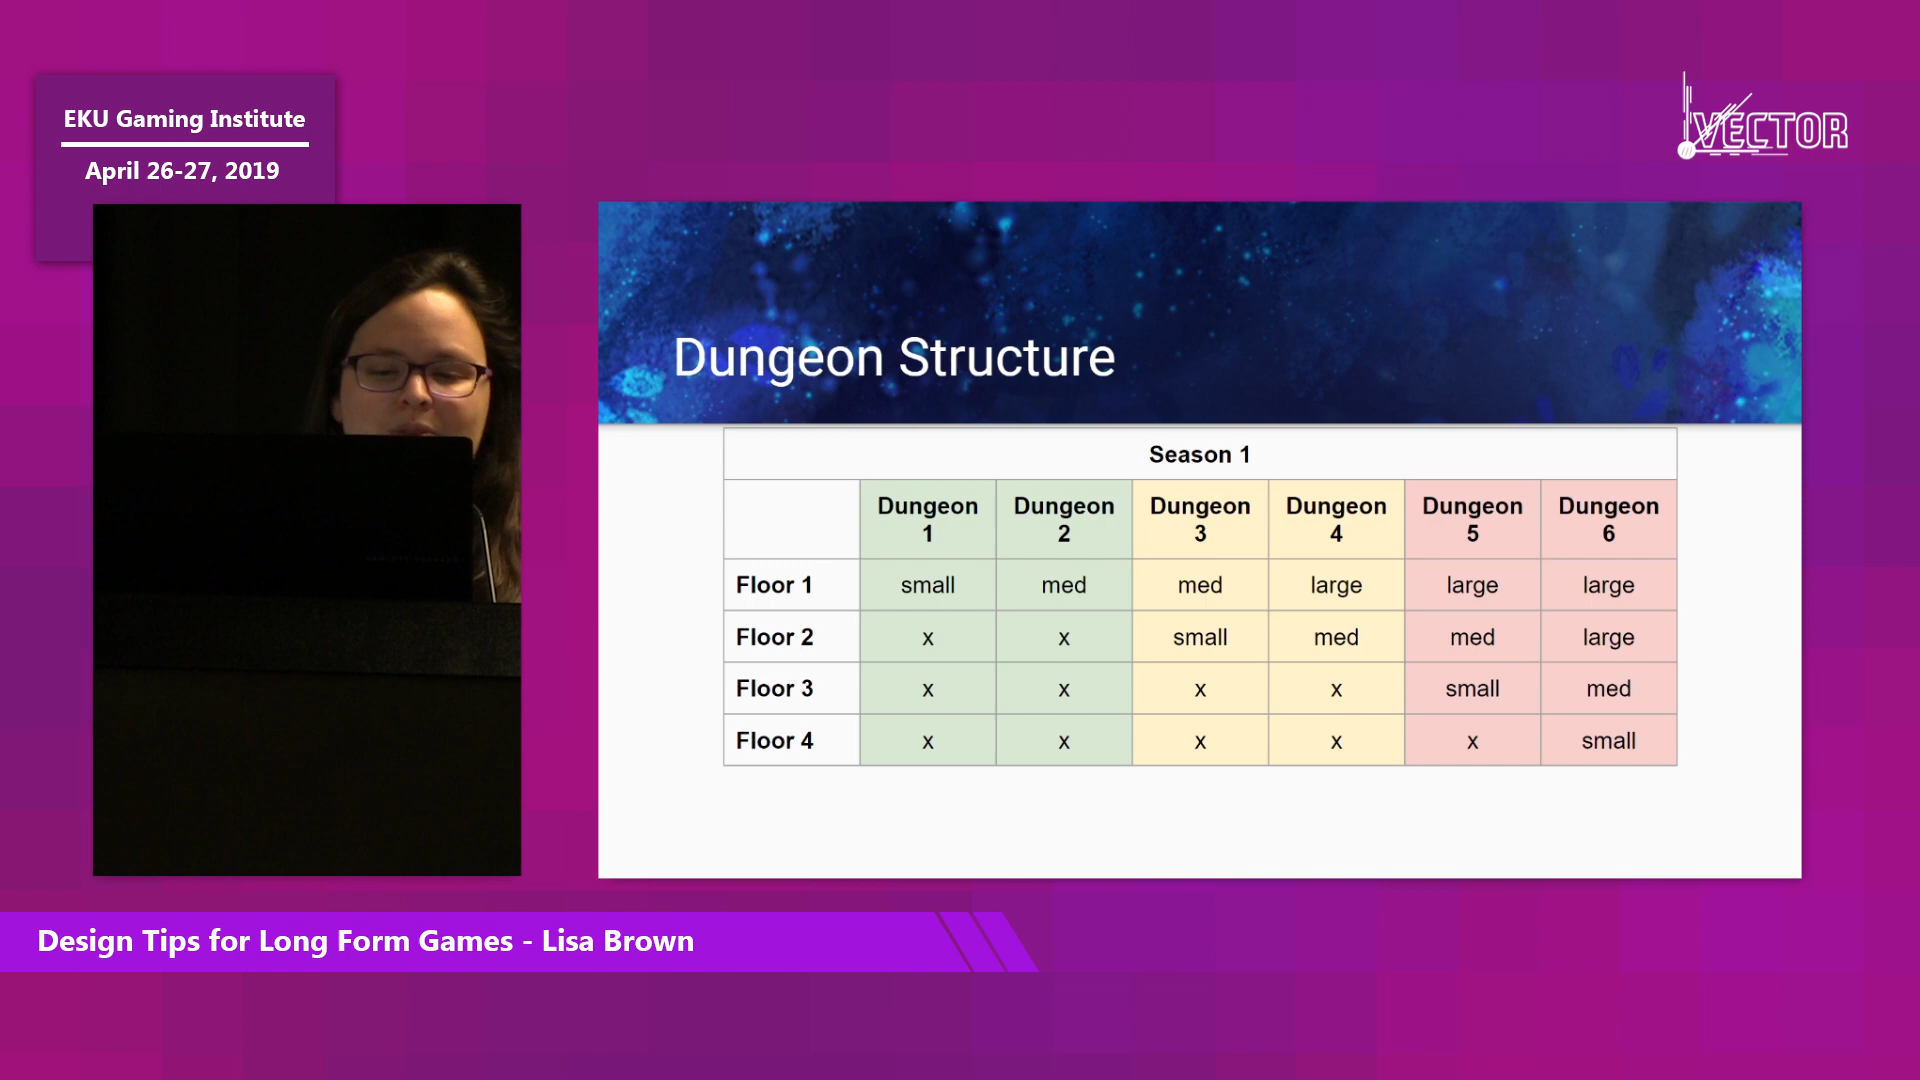 EKU Gaming Institute
April 26-27, 2019
VECTOR
Dungeon Structure
Season 1
Dungeon 1 Dungeon 2 Dungeon 3 Dungeon 4 Dungeon 5 Dungeon 6
Floor 1 small med med large large large
Floor 2 x x small med med large
Floor 3 x x x x small med
Floor 4 x x x x x small
Design Tips for Long Form Games - Lisa Brown